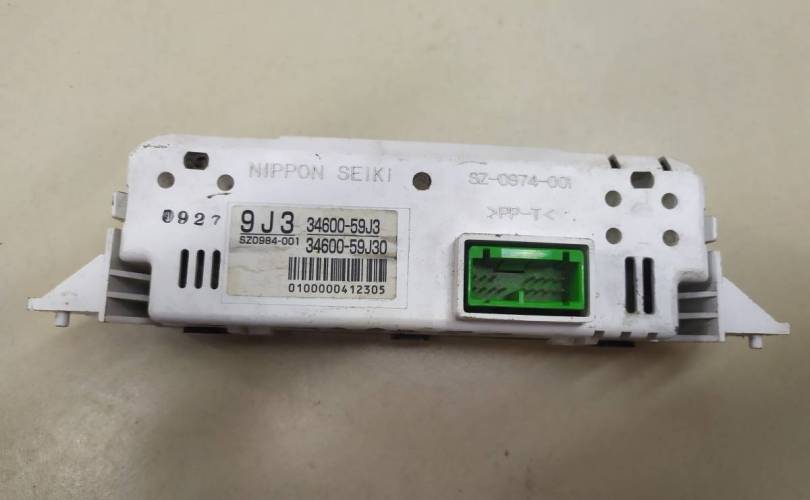 NIPPON SEIKI
SZ-0974-001
>PP-T<
0927
9J3 34600-59J3
SZ0984-001 34600-59J30
0100000412305